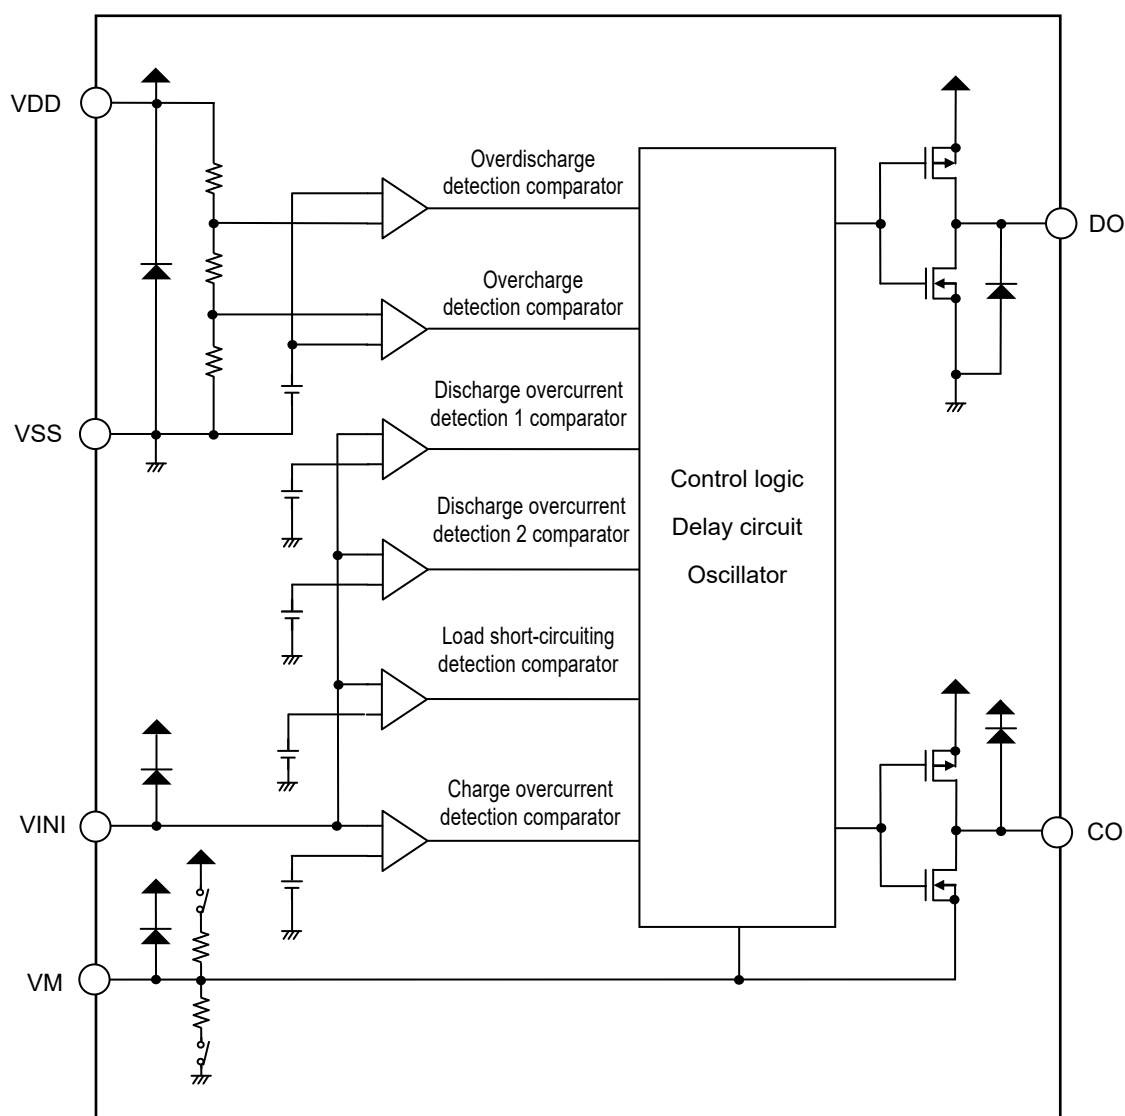 VDD
Overdischarge
detection comparator
DO
Overcharge
detection comparator
Discharge overcurrent
detection 1 comparator
VSS
Control logic
Delay circuit
Oscillator
Discharge overcurrent
detection 2 comparator
Load short-circuiting
detection comparator
Charge overcurrent
detection comparator
VINI
CO
VM